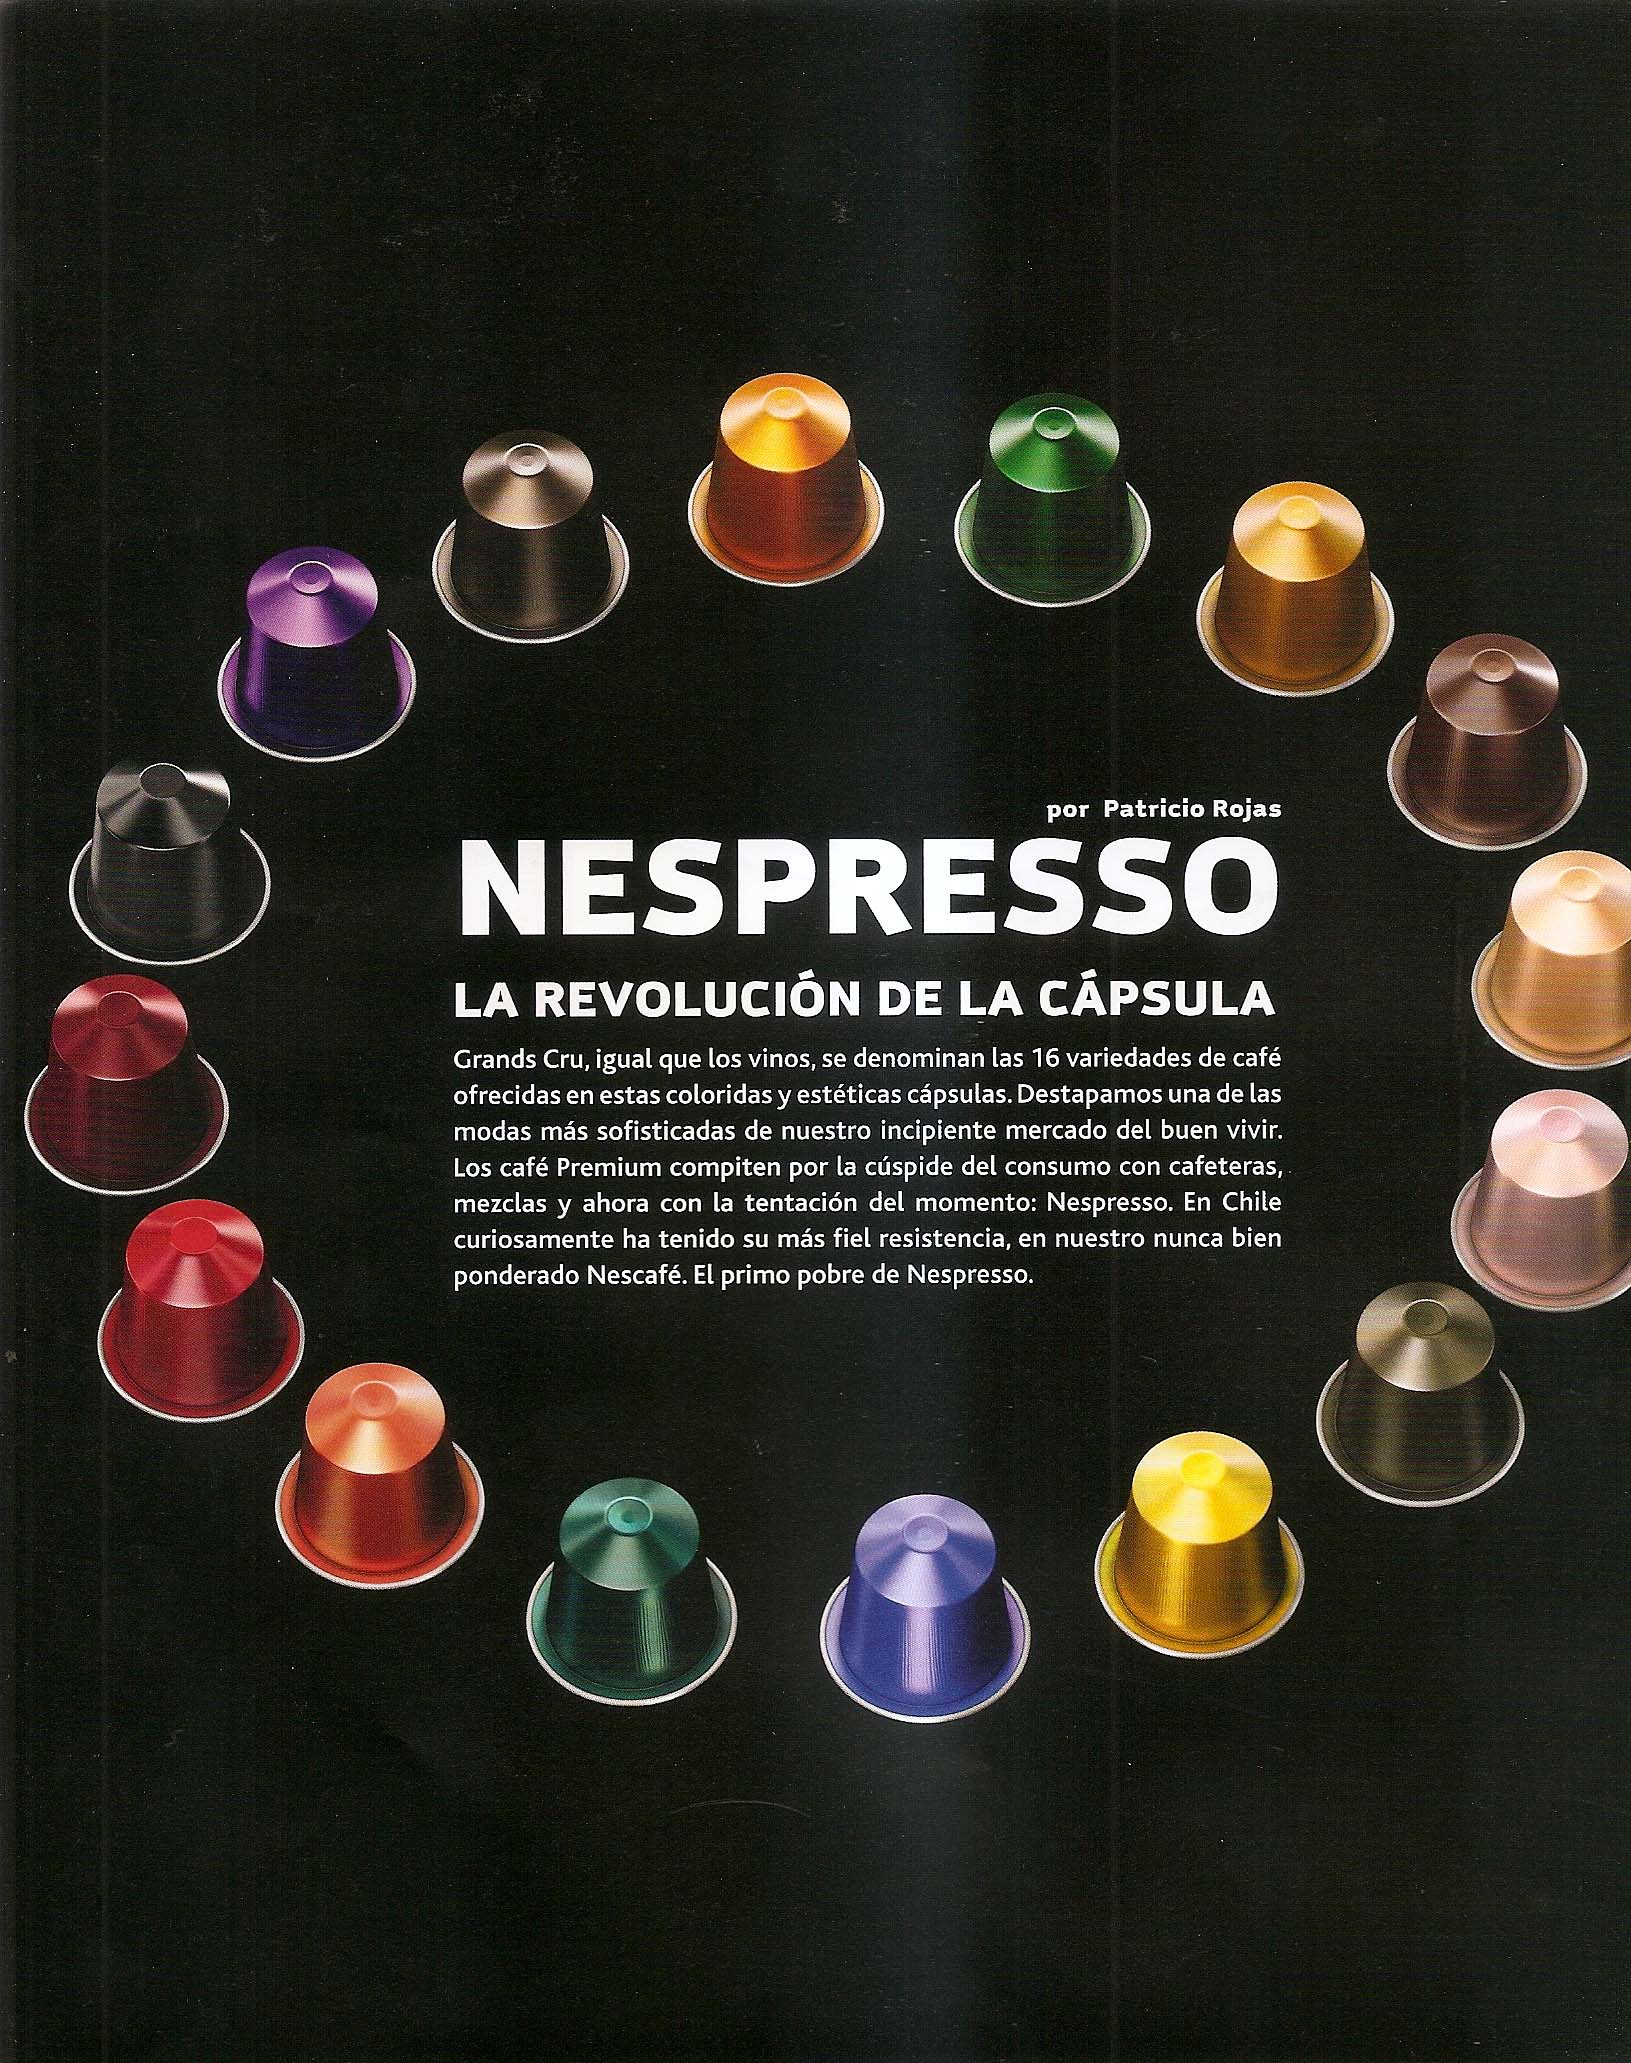 por Patricio Rojas
NESPRESSO
LA REVOLUCIÓN DE LA CÁPSULA
Grands Cru, igual que los vinos, se denominan las 16 variedades de café
ofrecidas en estas coloridas y estéticas cápsulas. Destapamos una de las
modas más sofisticadas de nuestro incipiente mercado del buen vivir.
Los café Premium compiten por la cúspide del consumo con cafeteras,
mezclas y ahora con la tentación del momento: Nespresso. En Chile
curiosamente ha tenido su más fiel resistencia, en nuestro nunca bien
ponderado Nescafé. El primo pobre de Nespresso.